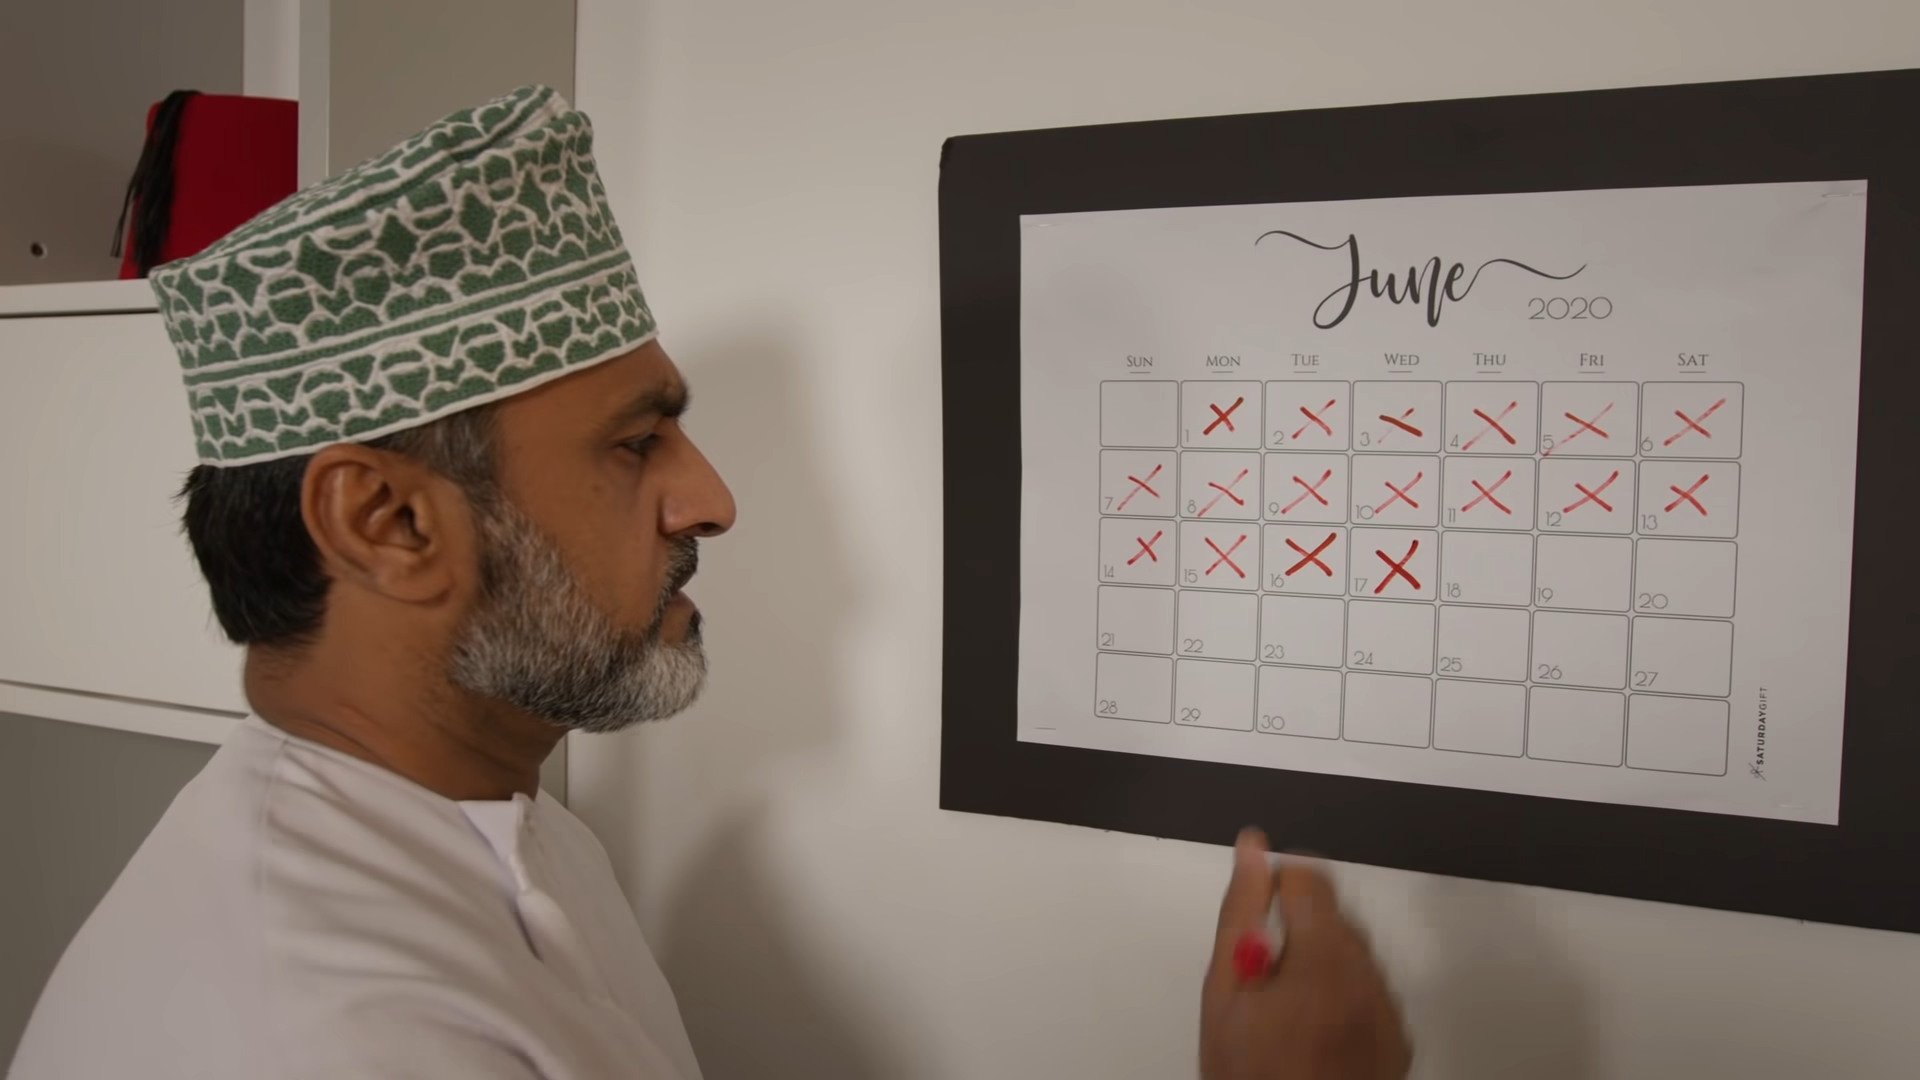 June
2020
SUN MON TUE WED THU FRI SAT
1 2 3 4 5 6
7 8 9 10 11 12 13
14 15 16 17 18 19 20
21 22 23 24 25 26 27
28 29 30
SATURDAYGIFT